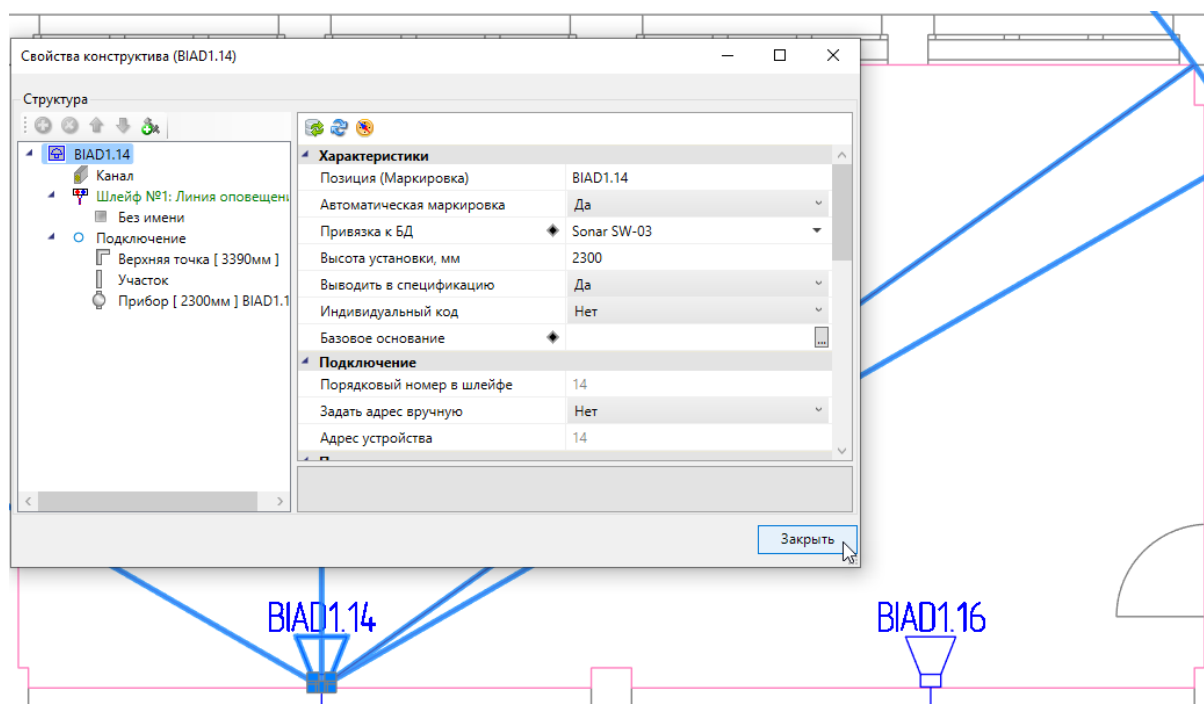 Свойства конструктива (BIAD1.14)
Структура
BIAD1.14
Канал
Шлейф №1: Линия оповещени
Без имени
Подключение
Верхняя точка [ 3390мм ]
Участок
Прибор [ 2300мм ] BIAD1.1
Характеристики
Позиция (Маркировка) BIAD1.14
Автоматическая маркировка Да
Привязка к БД Sonar SW-03
Высота установки, мм 2300
Выводить в спецификацию Да
Индивидуальный код Нет
Базовое основание ...
Подключение
Порядковый номер в шлейфе 14
Задать адрес вручную Нет
Адрес устройства 14
Закрыть
BIAD1.14
BIAD1.16